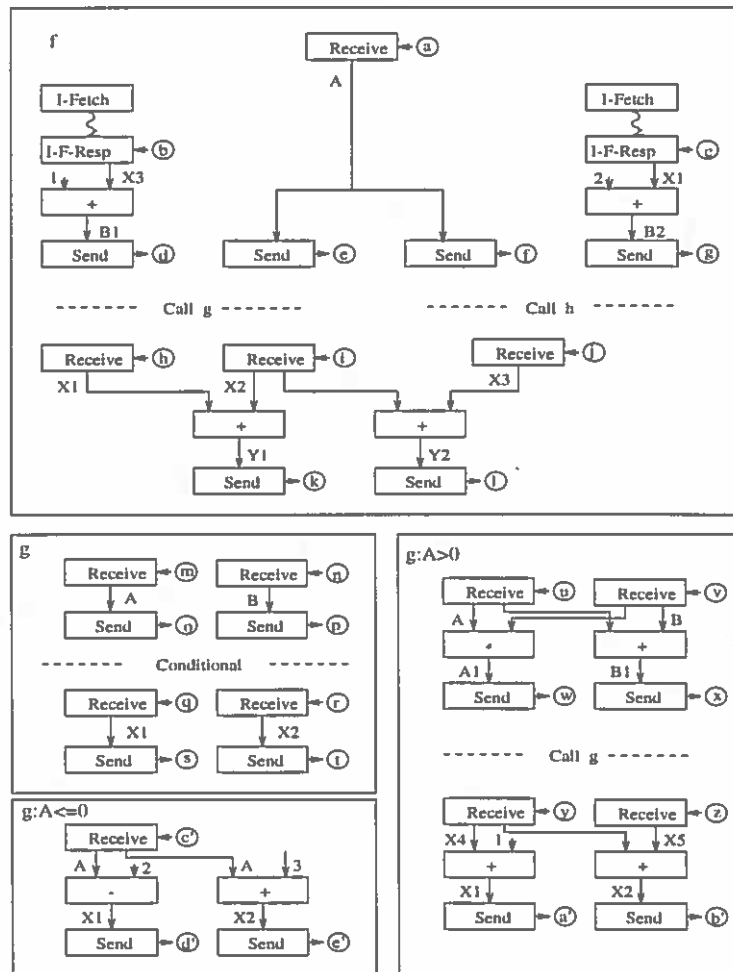 f
Receive a
A
I-Fetch I-Fetch
I-F-Resp b I-F-Resp c
1 X3 2 X1
+ +
B1 B2
Send d Send e Send f Send g
Call g Call h
Receive h Receive i Receive j
X1 X2 X3
+ +
Y1 Y2
Send k Send l
g
Receive m Receive n
A B
Send o Send p
Conditional
Receive q Receive r
X1 X2
Send s Send t
g:A<=0
Receive c'
A 2 A 3
- +
X1 X2
Send d' Send e'
g:A>0
Receive u Receive v
A B
- +
A1 B1
Send w Send x
Call g
Receive y Receive z
X4 1 X5
+ +
X1 X2
Send a' Send b'